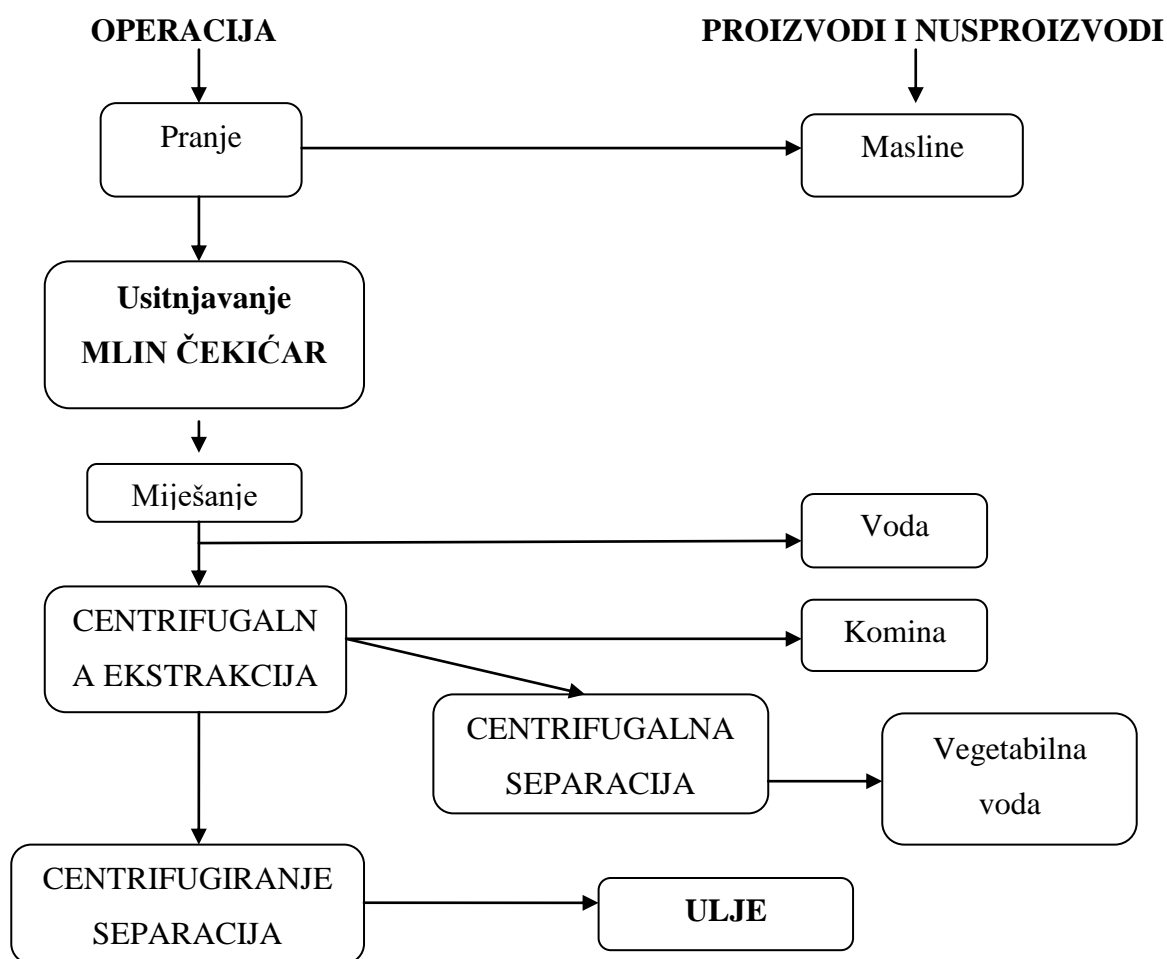 OPERACIJA
PROIZVODI I NUSPROIZVODI
Pranje
Masline
Usitnjavanje
MLIN ČEKIĆAR
Miješanje
Voda
CENTRIFUGALN
A EKSTRAKCIJA
Komina
CENTRIFUGALNA
SEPARACIJA
Vegetabilna
voda
CENTRIFUGIRANJE
SEPARACIJA
ULJE